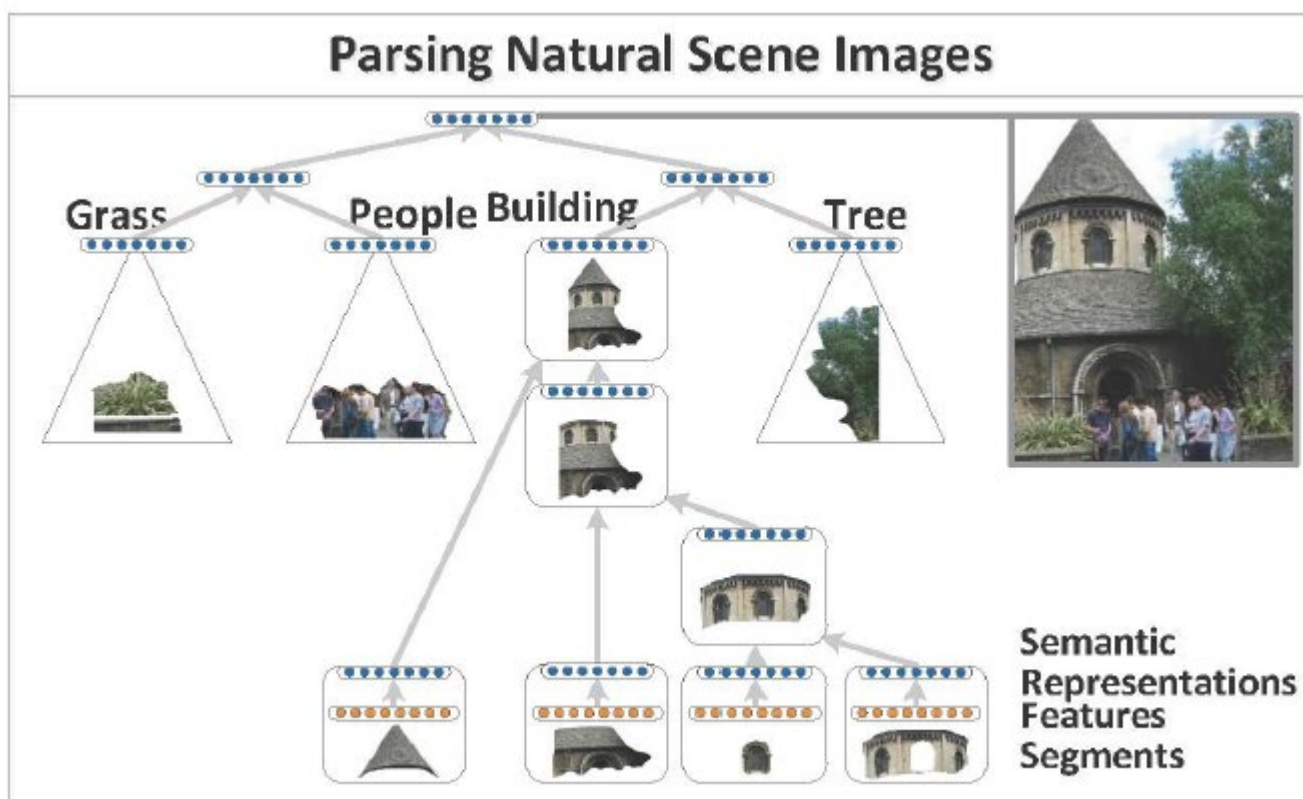 Parsing Natural Scene Images
Grass
People
Building
Tree
Semantic
Representations
Features
Segments